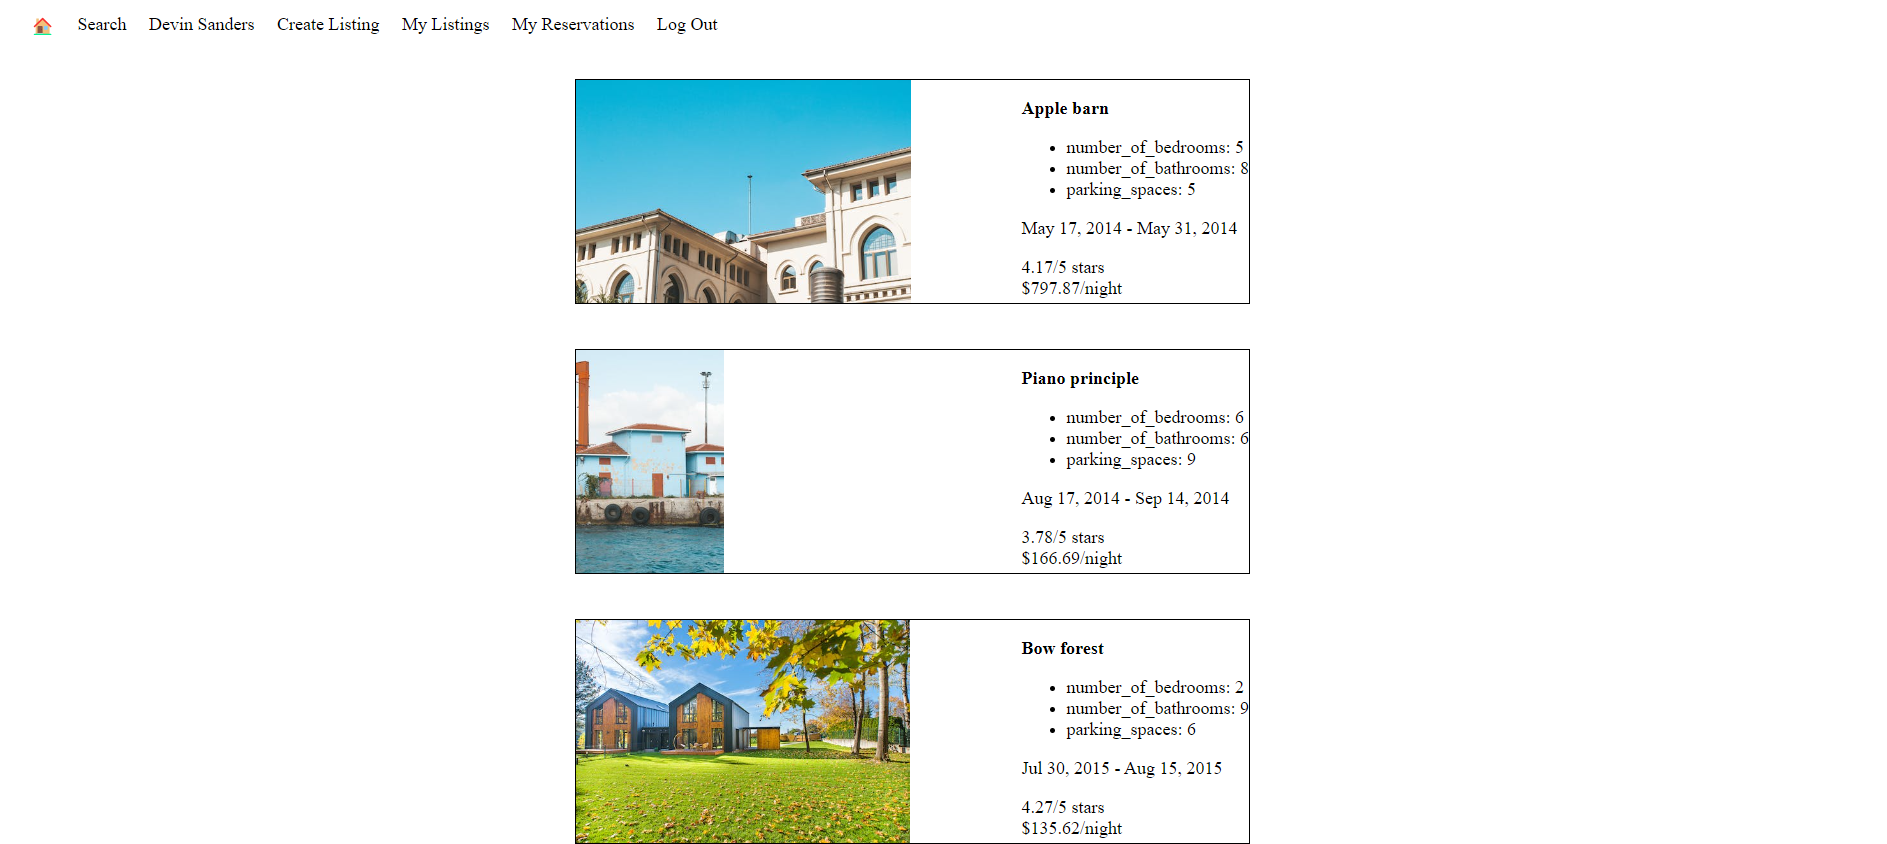 Search Devin Sanders Create Listing My Listings My Reservations Log Out
Apple barn
number_of_bedrooms: 5
number_of_bathrooms: 8
parking_spaces: 5
May 17, 2014 - May 31, 2014
4.17/5 stars
$797.87/night
Piano principle
number_of_bedrooms: 6
number_of_bathrooms: 6
parking_spaces: 9
Aug 17, 2014 - Sep 14, 2014
3.78/5 stars
$166.69/night
Bow forest
number_of_bedrooms: 2
number_of_bathrooms: 9
parking_spaces: 6
Jul 30, 2015 - Aug 15, 2015
4.27/5 stars
$135.62/night